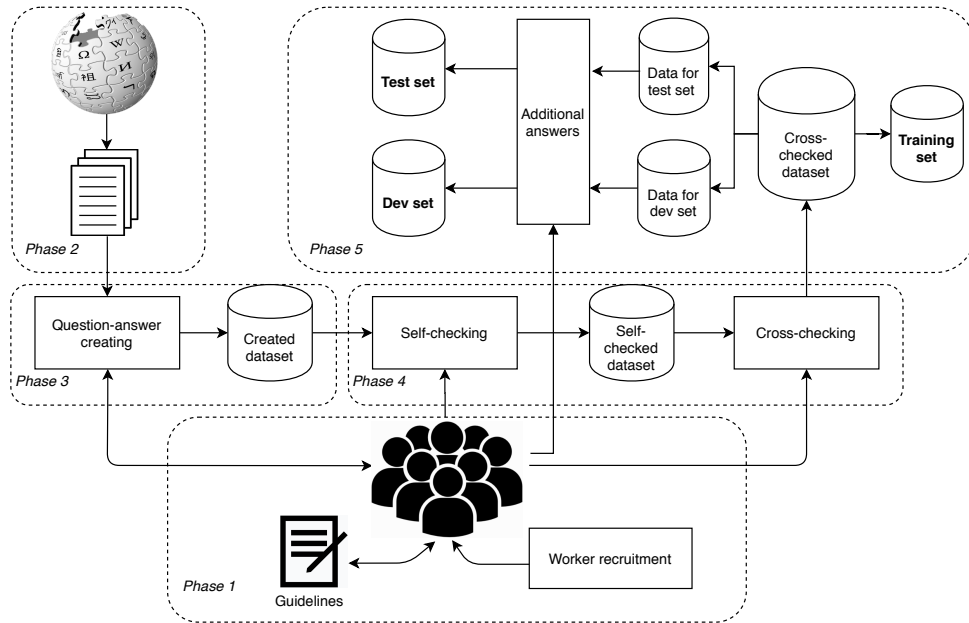 Phase 2
Test set
Dev set
Additional
answers
Data for
test set
Data for
dev set
Cross-
checked
dataset
Training
set
Phase 5
Question-answer
creating
Created
dataset
Phase 3
Self-checking
Self-
checked
dataset
Cross-checking
Phase 4
Guidelines
Worker recruitment
Phase 1